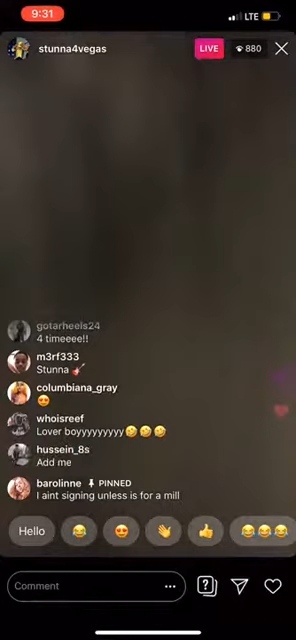 9:31
LTE
stunna4vegas
LIVE
880
gotarheels24
4 timeeee!!
m3rf333
Stunna 🎸
columbiana_gray
😍
whoisreef
Lover boyyyyyyyyy🤣🤣🤣
hussein_8s
Add me
barolinne PINNED
I aint signing unless is for a mill
Hello 😂 😍 👋 👍 😂😂😂
Comment ...